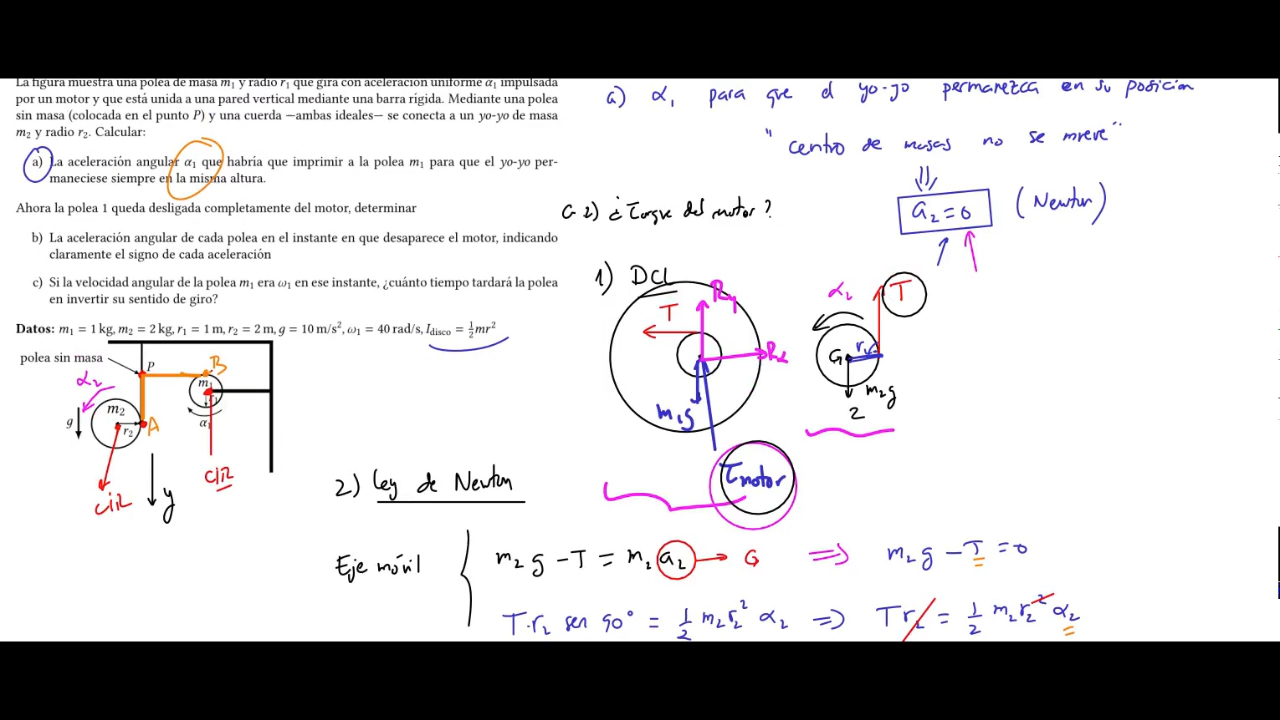 La figura muestra una polea de masa m₁ y radio r₁ que gira con aceleración uniforme α₁ impulsada
por un motor y que está unida a una pared vertical mediante una barra rígida. Mediante una polea
sin masa (colocada en el punto P) y una cuerda —ambas ideales— se conecta a un yo-yo de masa
m₂ y radio r₂. Calcular:
a) La aceleración angular α₁ que habría que imprimir a la polea m₁ para que el yo-yo per-
maneciese siempre en la misma altura.
Ahora la polea 1 queda desligada completamente del motor, determinar
b) La aceleración angular de cada polea en el instante en que desaparece el motor, indicando
claramente el signo de cada aceleración
c) Si la velocidad angular de la polea m₁ era ω₁ en ese instante, ¿cuánto tiempo tardará la polea
en invertir su sentido de giro?
Datos: m₁ = 1 kg, m₂ = 2 kg, r₁ = 1 m, r₂ = 2 m, g = 10 m/s², ω₁ = 40 rad/s, I_disco = ½mr²
polea sin masa
P
B
α₂
m₁
r₁
m₂
g
r₂
A
α₁
CIR
CIR
y
a) α₁ para que el yo-yo permanezca en su posición
"centro de masas no se mueve"
⇓
a₂ = 0 (Newton)
a-2) ¿Torque del motor?
1) DCL
T
R₁
R₂
m₁g
τmotor
α₂
T
G
r₂
m₂g
2
2) Ley de Newton
Eje móvil
m₂g - T = m₂ a₂ → G ⇒ m₂g - T = 0
T·r₂ sen 90° = ½ m₂r₂² α₂ ⇒ Tr₂ = ½ m₂r₂² α₂